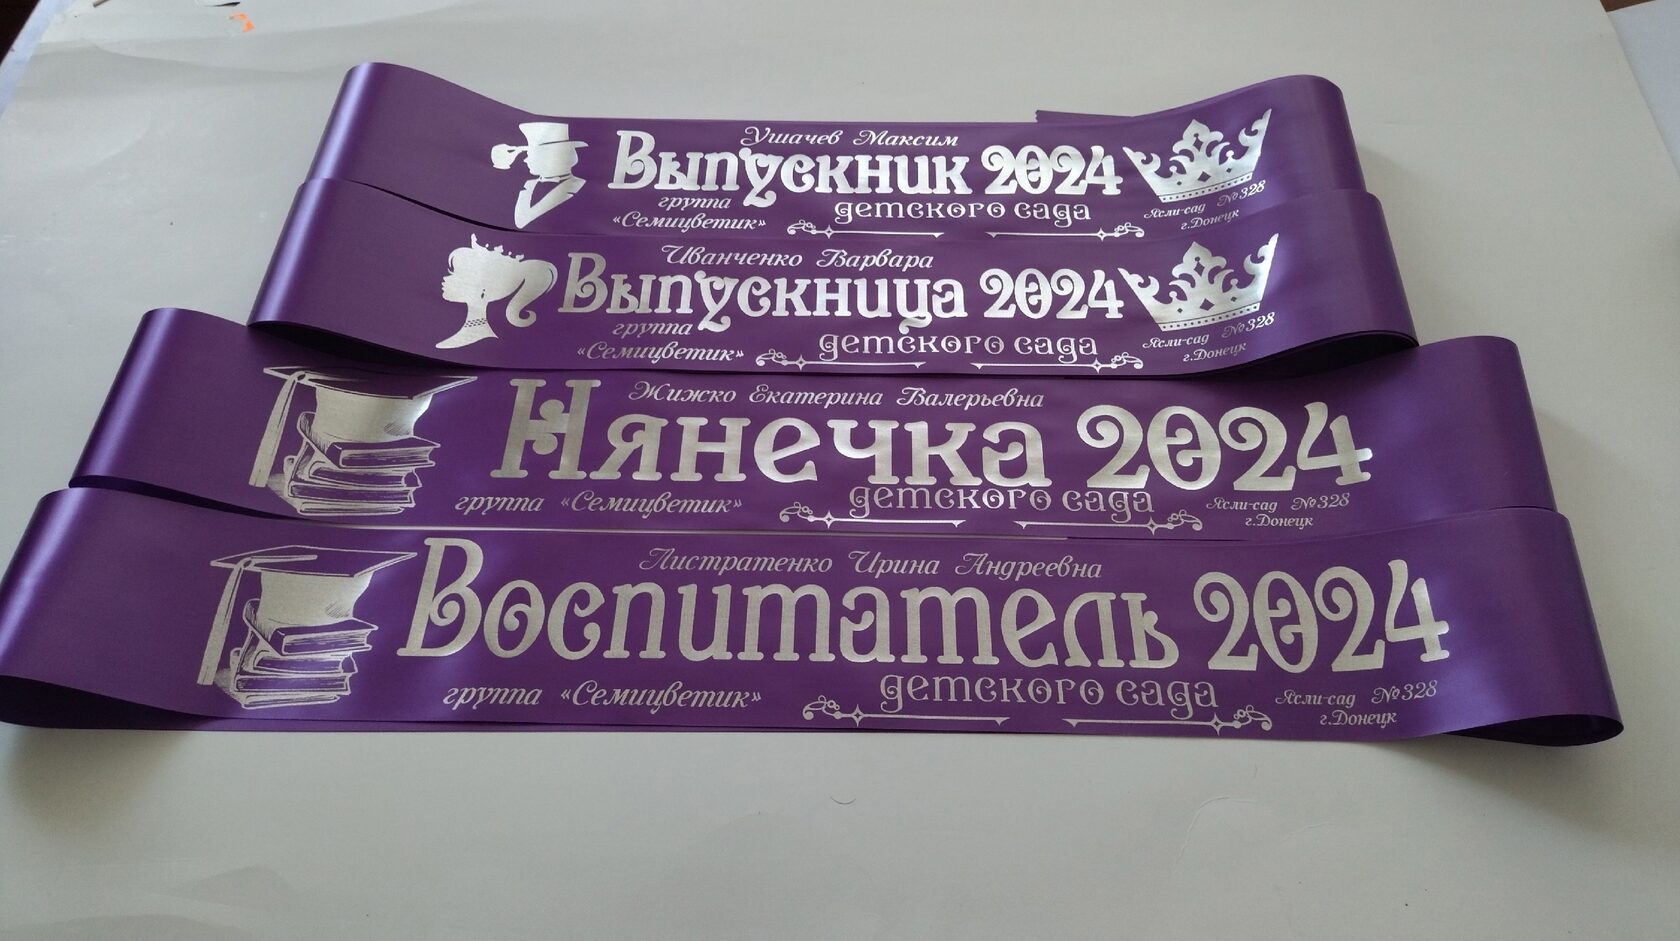 Ушачев Максим
Выпускник 2024
группа
«Семицветик»
детского сада
Ясли-сад №328
г.Донецк
Иванченко Варвара
Выпускница 2024
группа
«Семицветик»
детского сада
Ясли-сад №328
г.Донецк
Жижко Екатерина Валерьевна
Нянечка 2024
группа «Семицветик»
детского сада
Ясли-сад №328
г.Донецк
Листратенко Ирина Андреевна
Воспитатель 2024
группа «Семицветик»
детского сада
Ясли-сад №328
г.Донецк